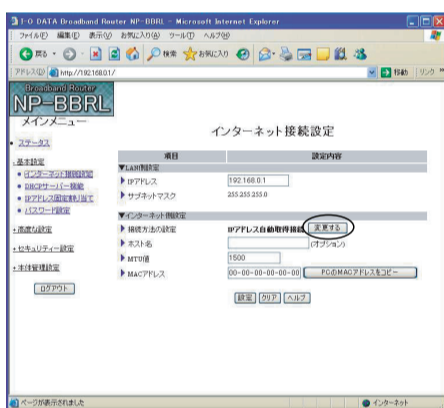 I-O DATA Broadband Router NP-BBRL - Microsoft Internet Explorer
ファイル(F) 編集(E) 表示(V) お気に入り(A) ツール(T) ヘルプ(H)
戻る 検索 お気に入り
アドレス(D) http://192.168.0.1/ 移動 リンク »
Broadband Router
NP-BBRL
メインメニュー
ステータス
基本設定
インターネット接続設定
DHCPサーバー機能
IPアドレス固定割り当て
パスワード設定
高度な設定
セキュリティー設定
本体管理設定
ログアウト
インターネット接続設定
項目 設定内容
▼LAN側設定
IPアドレス 192.168.0.1
サブネットマスク 255.255.255.0
▼インターネット側設定
接続方法の設定 IPアドレス自動取得接続 変更する
ホスト名 (オプション)
MTU値 1500
MACアドレス 00-00-00-00-00-00 PCのMACアドレスをコピー
設定 クリア ヘルプ
ページが表示されました インターネット